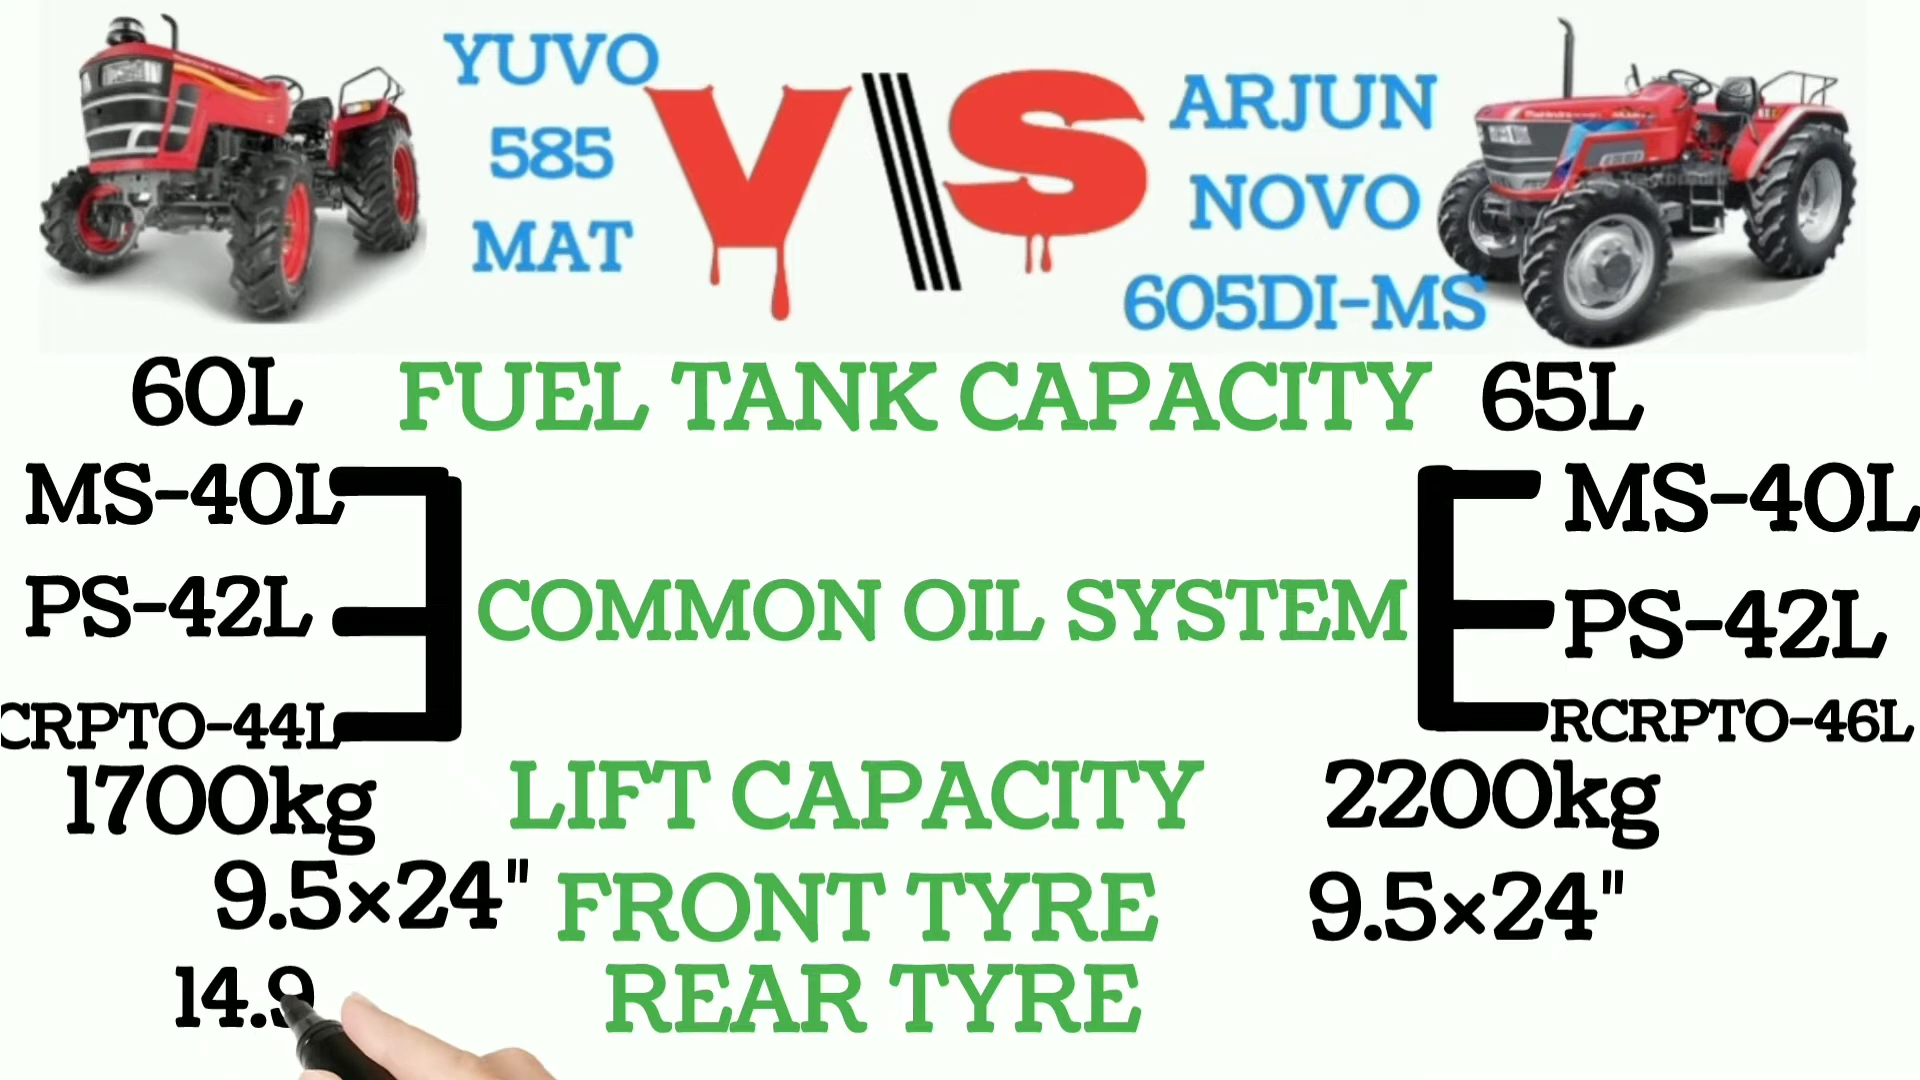 YUVO
585
MAT
V\S
ARJUN
NOVO
605DI-MS
60L FUEL TANK CAPACITY 65L
MS-40L MS-40L
PS-42L COMMON OIL SYSTEM PS-42L
CRPTO-44L RCRPTO-46L
1700kg LIFT CAPACITY 2200kg
9.5×24" FRONT TYRE 9.5×24"
14.9 REAR TYRE